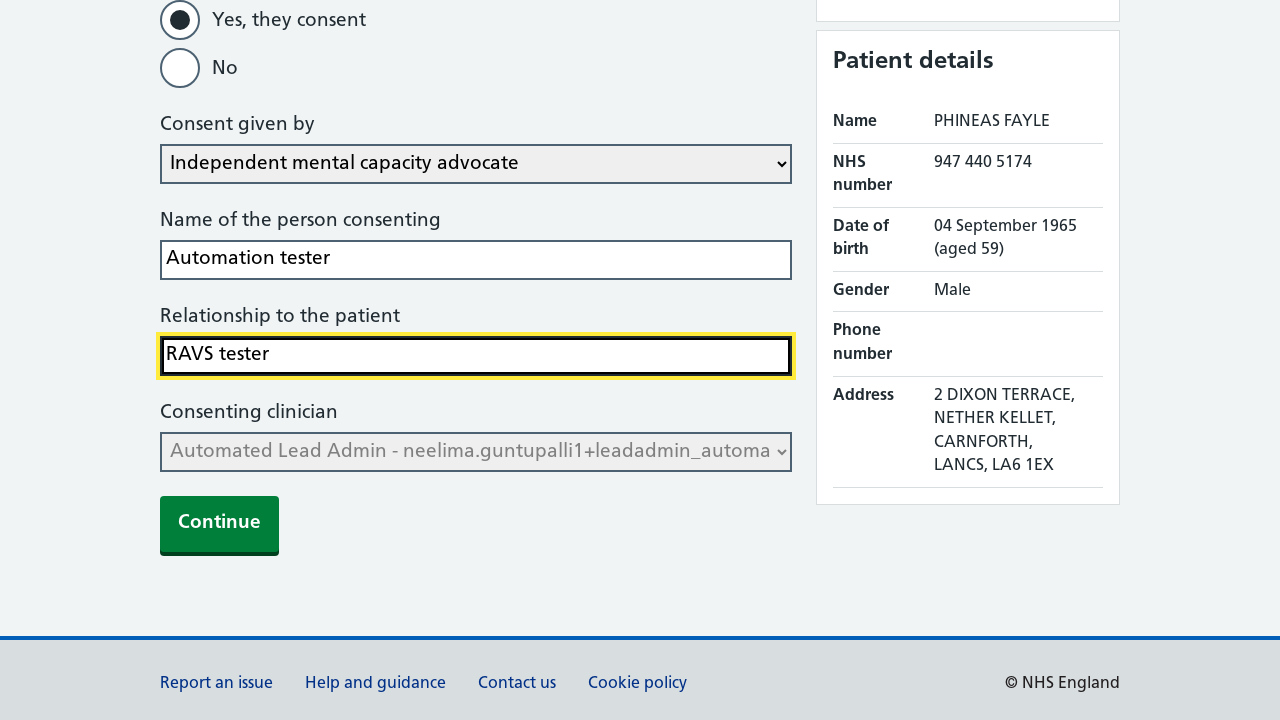 Yes, they consent
No
Consent given by
Independent mental capacity advocate
Name of the person consenting
Automation tester
Relationship to the patient
RAVS tester
Consenting clinician
Automated Lead Admin - neelima.guntupalli1+leadadmin_automa
Continue
Patient details
Name PHINEAS FAYLE
NHS number 947 440 5174
Date of birth 04 September 1965 (aged 59)
Gender Male
Phone number
Address 2 DIXON TERRACE,
NETHER KELLET,
CARNFORTH,
LANCS, LA6 1EX
Report an issue Help and guidance Contact us Cookie policy © NHS England